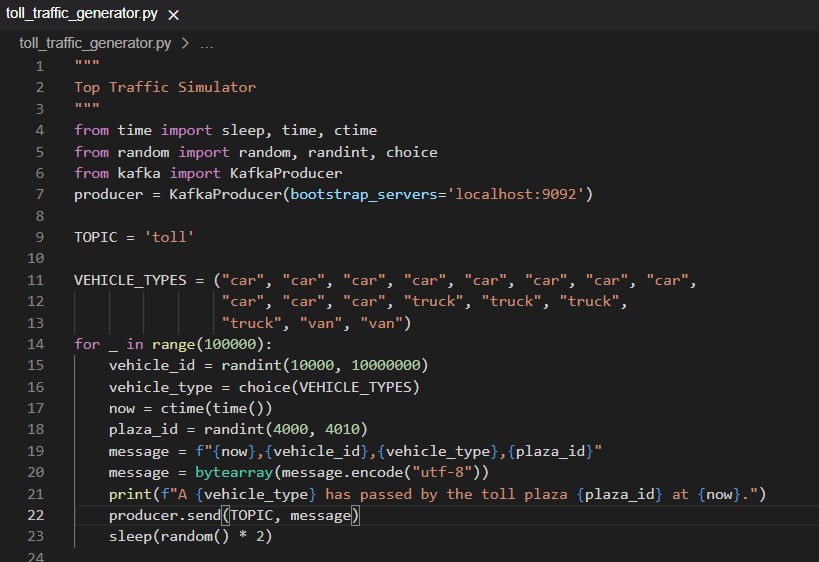 toll_traffic_generator.py ×
toll_traffic_generator.py > ...
1 """
2 Top Traffic Simulator
3 """
4 from time import sleep, time, ctime
5 from random import random, randint, choice
6 from kafka import KafkaProducer
7 producer = KafkaProducer(bootstrap_servers='localhost:9092')
8
9 TOPIC = 'toll'
10
11 VEHICLE_TYPES = ("car", "car", "car", "car", "car", "car", "car", "car",
12                  "car", "car", "car", "truck", "truck", "truck",
13                  "truck", "van", "van")
14 for _ in range(100000):
15     vehicle_id = randint(10000, 10000000)
16     vehicle_type = choice(VEHICLE_TYPES)
17     now = ctime(time())
18     plaza_id = randint(4000, 4010)
19     message = f"{now},{vehicle_id},{vehicle_type},{plaza_id}"
20     message = bytearray(message.encode("utf-8"))
21     print(f"A {vehicle_type} has passed by the toll plaza {plaza_id} at {now}.")
22     producer.send(TOPIC, message)
23     sleep(random() * 2)
24